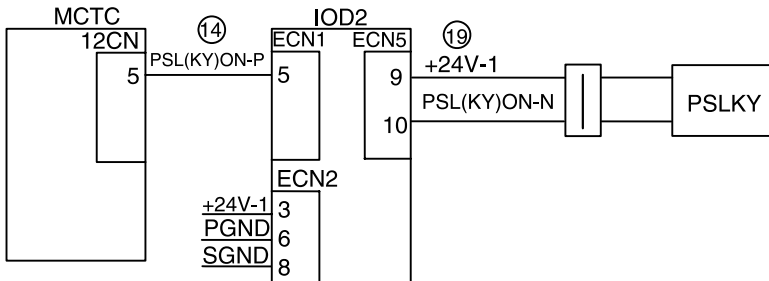 MCTC
IOD2
14
19
12CN
ECN1
ECN5
PSL(KY)ON-P
+24V-1
5
5
9
PSL(KY)ON-N
PSLKY
10
ECN2
+24V-1
3
PGND
6
SGND
8